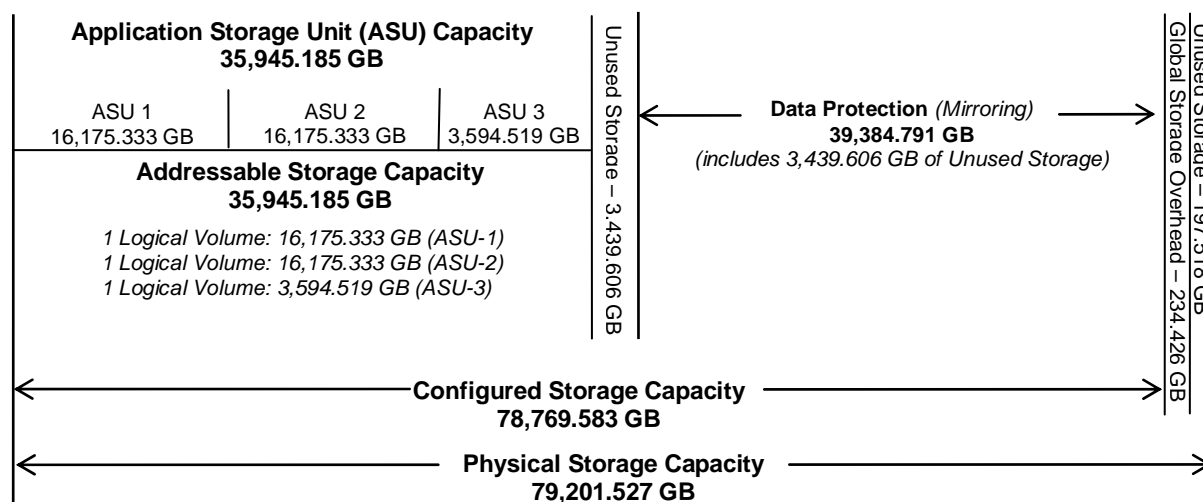 Application Storage Unit (ASU) Capacity
35,945.185 GB
ASU 1
16,175.333 GB
ASU 2
16,175.333 GB
ASU 3
3,594.519 GB
Addressable Storage Capacity
35,945.185 GB
1 Logical Volume: 16,175.333 GB (ASU-1)
1 Logical Volume: 16,175.333 GB (ASU-2)
1 Logical Volume: 3,594.519 GB (ASU-3)
Unused Storage – 3.439.606 GB
Data Protection (Mirroring)
39,384.791 GB
(includes 3,439.606 GB of Unused Storage)
Global Storage Overhead – 234.426 GB
Unused Storage – 197.518 GB
Configured Storage Capacity
78,769.583 GB
Physical Storage Capacity
79,201.527 GB